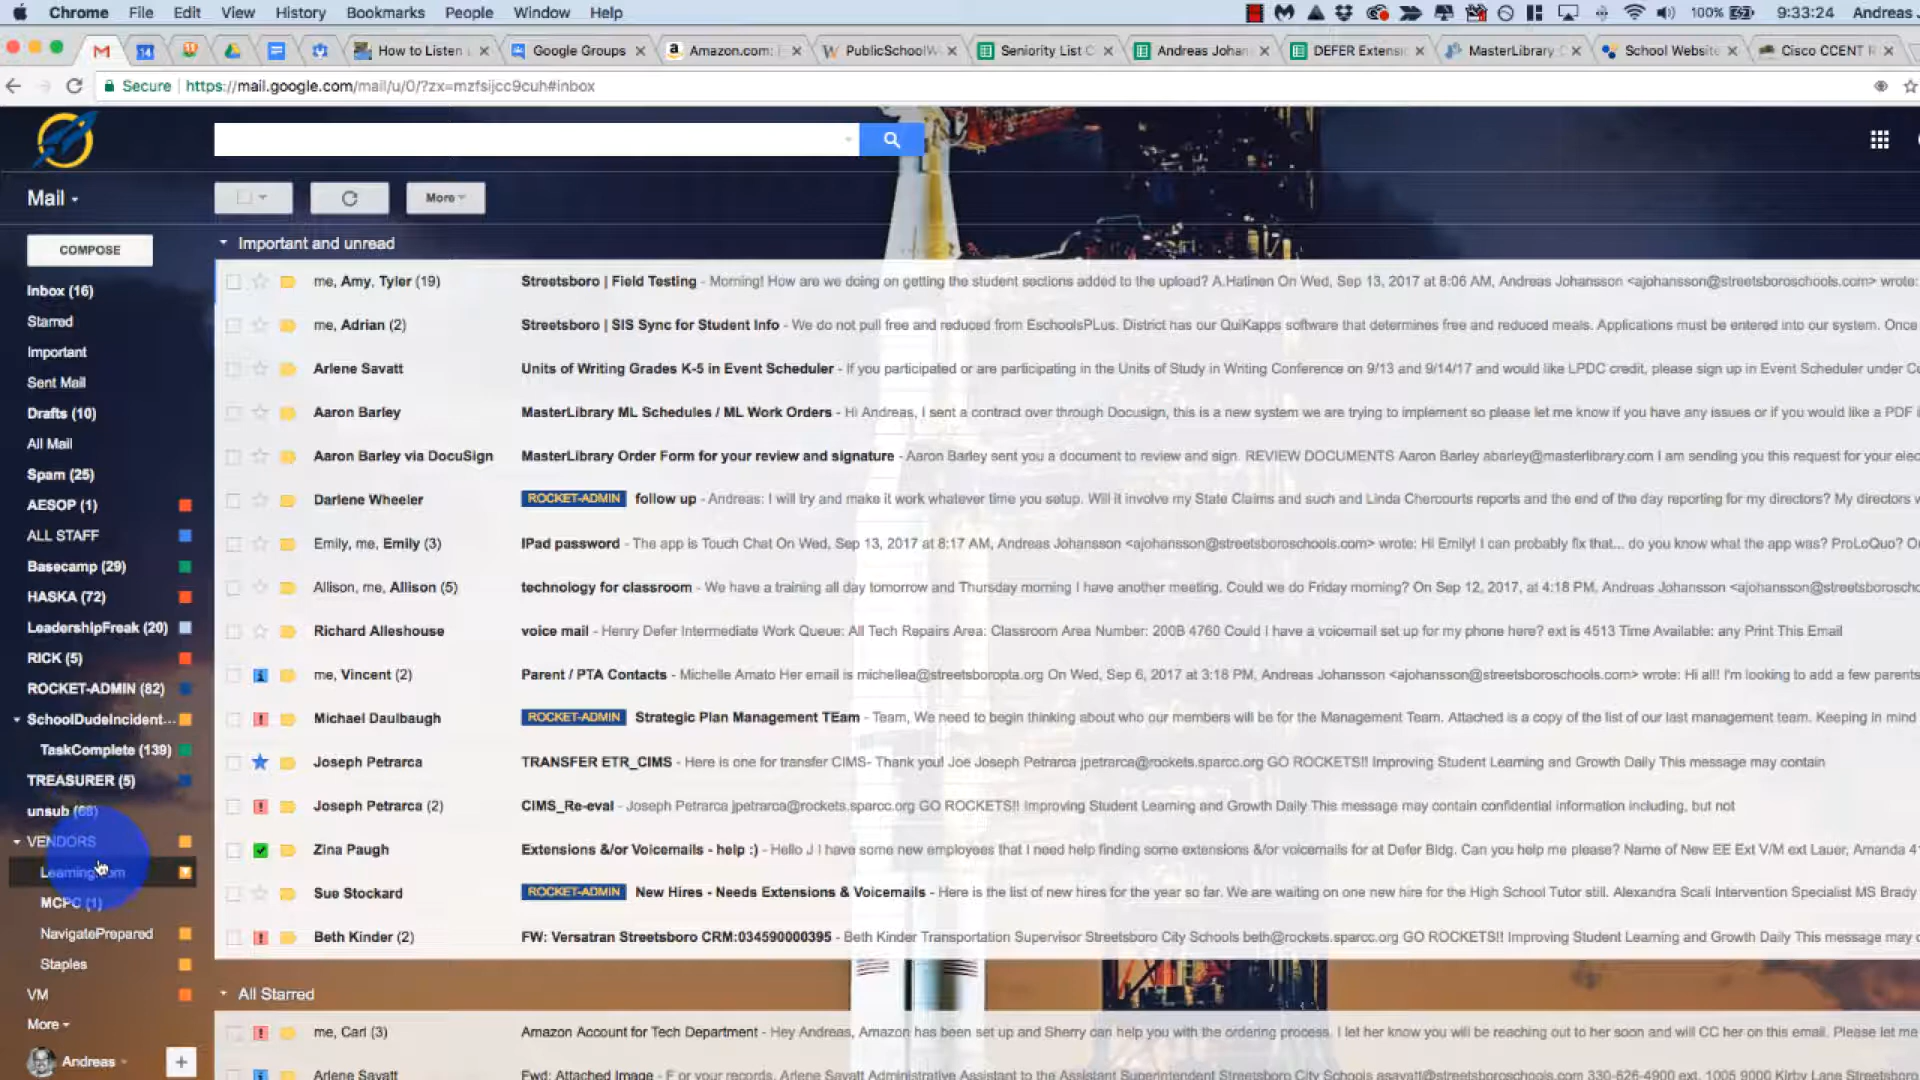 Chrome File Edit View History Bookmarks People Window Help 100% 9:33:24 Andreas
How to Listen Google Groups Amazon.com: PublicSchoolW Seniority List C Andreas Johan DEFER Extensi MasterLibrary School Website Cisco CCENT
Secure https://mail.google.com/mail/u/0/?zx=mzfsijcc9cuh#inbox
Mail
More
COMPOSE
Inbox (16)
Starred
Important
Sent Mail
Drafts (10)
All Mail
Spam (25)
AESOP (1)
ALL STAFF
Basecamp (29)
HASKA (72)
LeadershipFreak (20)
RICK (5)
ROCKET-ADMIN (82)
SchoolDudeIncident...
TaskComplete (139)
TREASURER (5)
unsub (68)
VENDORS
MCPC (1)
NavigatePrepared
Staples
VM
More
Andreas
Important and unread
me, Amy, Tyler (19) Streetsboro | Field Testing - Morning! How are we doing on getting the student sections added to the upload? A.Hatinen On Wed, Sep 13, 2017 at 8:06 AM, Andreas Johansson <ajohansson@streetsboroschools.com> wrote:
me, Adrian (2) Streetsboro | SIS Sync for Student Info - We do not pull free and reduced from EschoolsPLus. District has our QuiKapps software that determines free and reduced meals. Applications must be entered into our system. Once
Arlene Savatt Units of Writing Grades K-5 in Event Scheduler - If you participated or are participating in the Units of Study in Writing Conference on 9/13 and 9/14/17 and would like LPDC credit, please sign up in Event Scheduler under
Aaron Barley MasterLibrary ML Schedules / ML Work Orders - Hi Andreas, I sent a contract over through Docusign, this is a new system we are trying to implement so please let me know if you have any issues or if you would like a PDF
Aaron Barley via DocuSign MasterLibrary Order Form for your review and signature - Aaron Barley sent you a document to review and sign. REVIEW DOCUMENTS Aaron Barley abarley@masterlibrary.com I am sending you this request for your elec
Darlene Wheeler ROCKET-ADMIN follow up - Andreas: I will try and make it work whatever time you setup. Will it involve my State Claims and such and Linda Chercourts reports and the end of the day reporting for my directors? My directors
Emily, me, Emily (3) IPad password - The app is Touch Chat On Wed, Sep 13, 2017 at 8:17 AM, Andreas Johansson <ajohansson@streetsboroschools.com> wrote: Hi Emily! I can probably fix that... do you know what the app was? ProLoQuo?
Allison, me, Allison (5) technology for classroom - We have a training all day tomorrow and Thursday morning I have another meeting. Could we do Friday morning? On Sep 12, 2017, at 4:18 PM, Andreas Johansson <ajohansson@streetsborosch
Richard Alleshouse voice mail - Henry Defer Intermediate Work Queue: All Tech Repairs Area: Classroom Area Number: 200B 4760 Could I have a voicemail set up for my phone here? ext is 4513 Time Available: any Print This Email
me, Vincent (2) Parent / PTA Contacts - Michelle Amato Her email is michellea@streetsboropta.org On Wed, Sep 6, 2017 at 3:18 PM, Andreas Johansson <ajohansson@streetsboroschools.com> wrote: Hi all! I'm looking to add a few parents
Michael Daulbaugh ROCKET-ADMIN Strategic Plan Management TEam - Team, We need to begin thinking about who our members will be for the Management Team. Attached is a copy of the list of our last management team. Keeping in mind
Joseph Petrarca TRANSFER ETR_CIMS - Here is one for transfer CIMS- Thank you! Joe Joseph Petrarca jpetrarca@rockets.sparcc.org GO ROCKETS!! Improving Student Learning and Growth Daily This message may contain
Joseph Petrarca (2) CIMS_Re-eval - Joseph Petrarca jpetrarca@rockets.sparcc.org GO ROCKETS!! Improving Student Learning and Growth Daily This message may contain confidential information including, but not
Zina Paugh Extensions &/or Voicemails - help :) - Hello J I have some new employees that I need help finding some extensions &/or voicemails for at Defer Bldg. Can you help me please? Name of New EE Ext V/M ext Lauer, Amanda
Sue Stockard ROCKET-ADMIN New Hires - Needs Extensions & Voicemails - Here is the list of new hires for the year so far. We are waiting on one new hire for the High School Tutor still. Alexandra Scali Intervention Specialist MS Brady
Beth Kinder (2) FW: Versatran Streetsboro CRM:034590000395 - Beth Kinder Transportation Supervisor Streetsboro City Schools beth@rockets.sparcc.org GO ROCKETS!! Improving Student Learning and Growth Daily This message may
All Starred
me, Carl (3) Amazon Account for Tech Department - Hey Andreas, Amazon has been set up and Sherry can help you with the ordering process. I let her know you will be reaching out to her soon and will CC her on this email. Please let me
Arlene Savatt Fwd: Attached Image - F or your records. Arlene Savatt Administrative Assistant to the Assistant Superintendent Streetsboro City Schools asavatt@streetsboroschools.com 330-626-4900 ext. 1005 9000 Kirby Lane Streetsboro